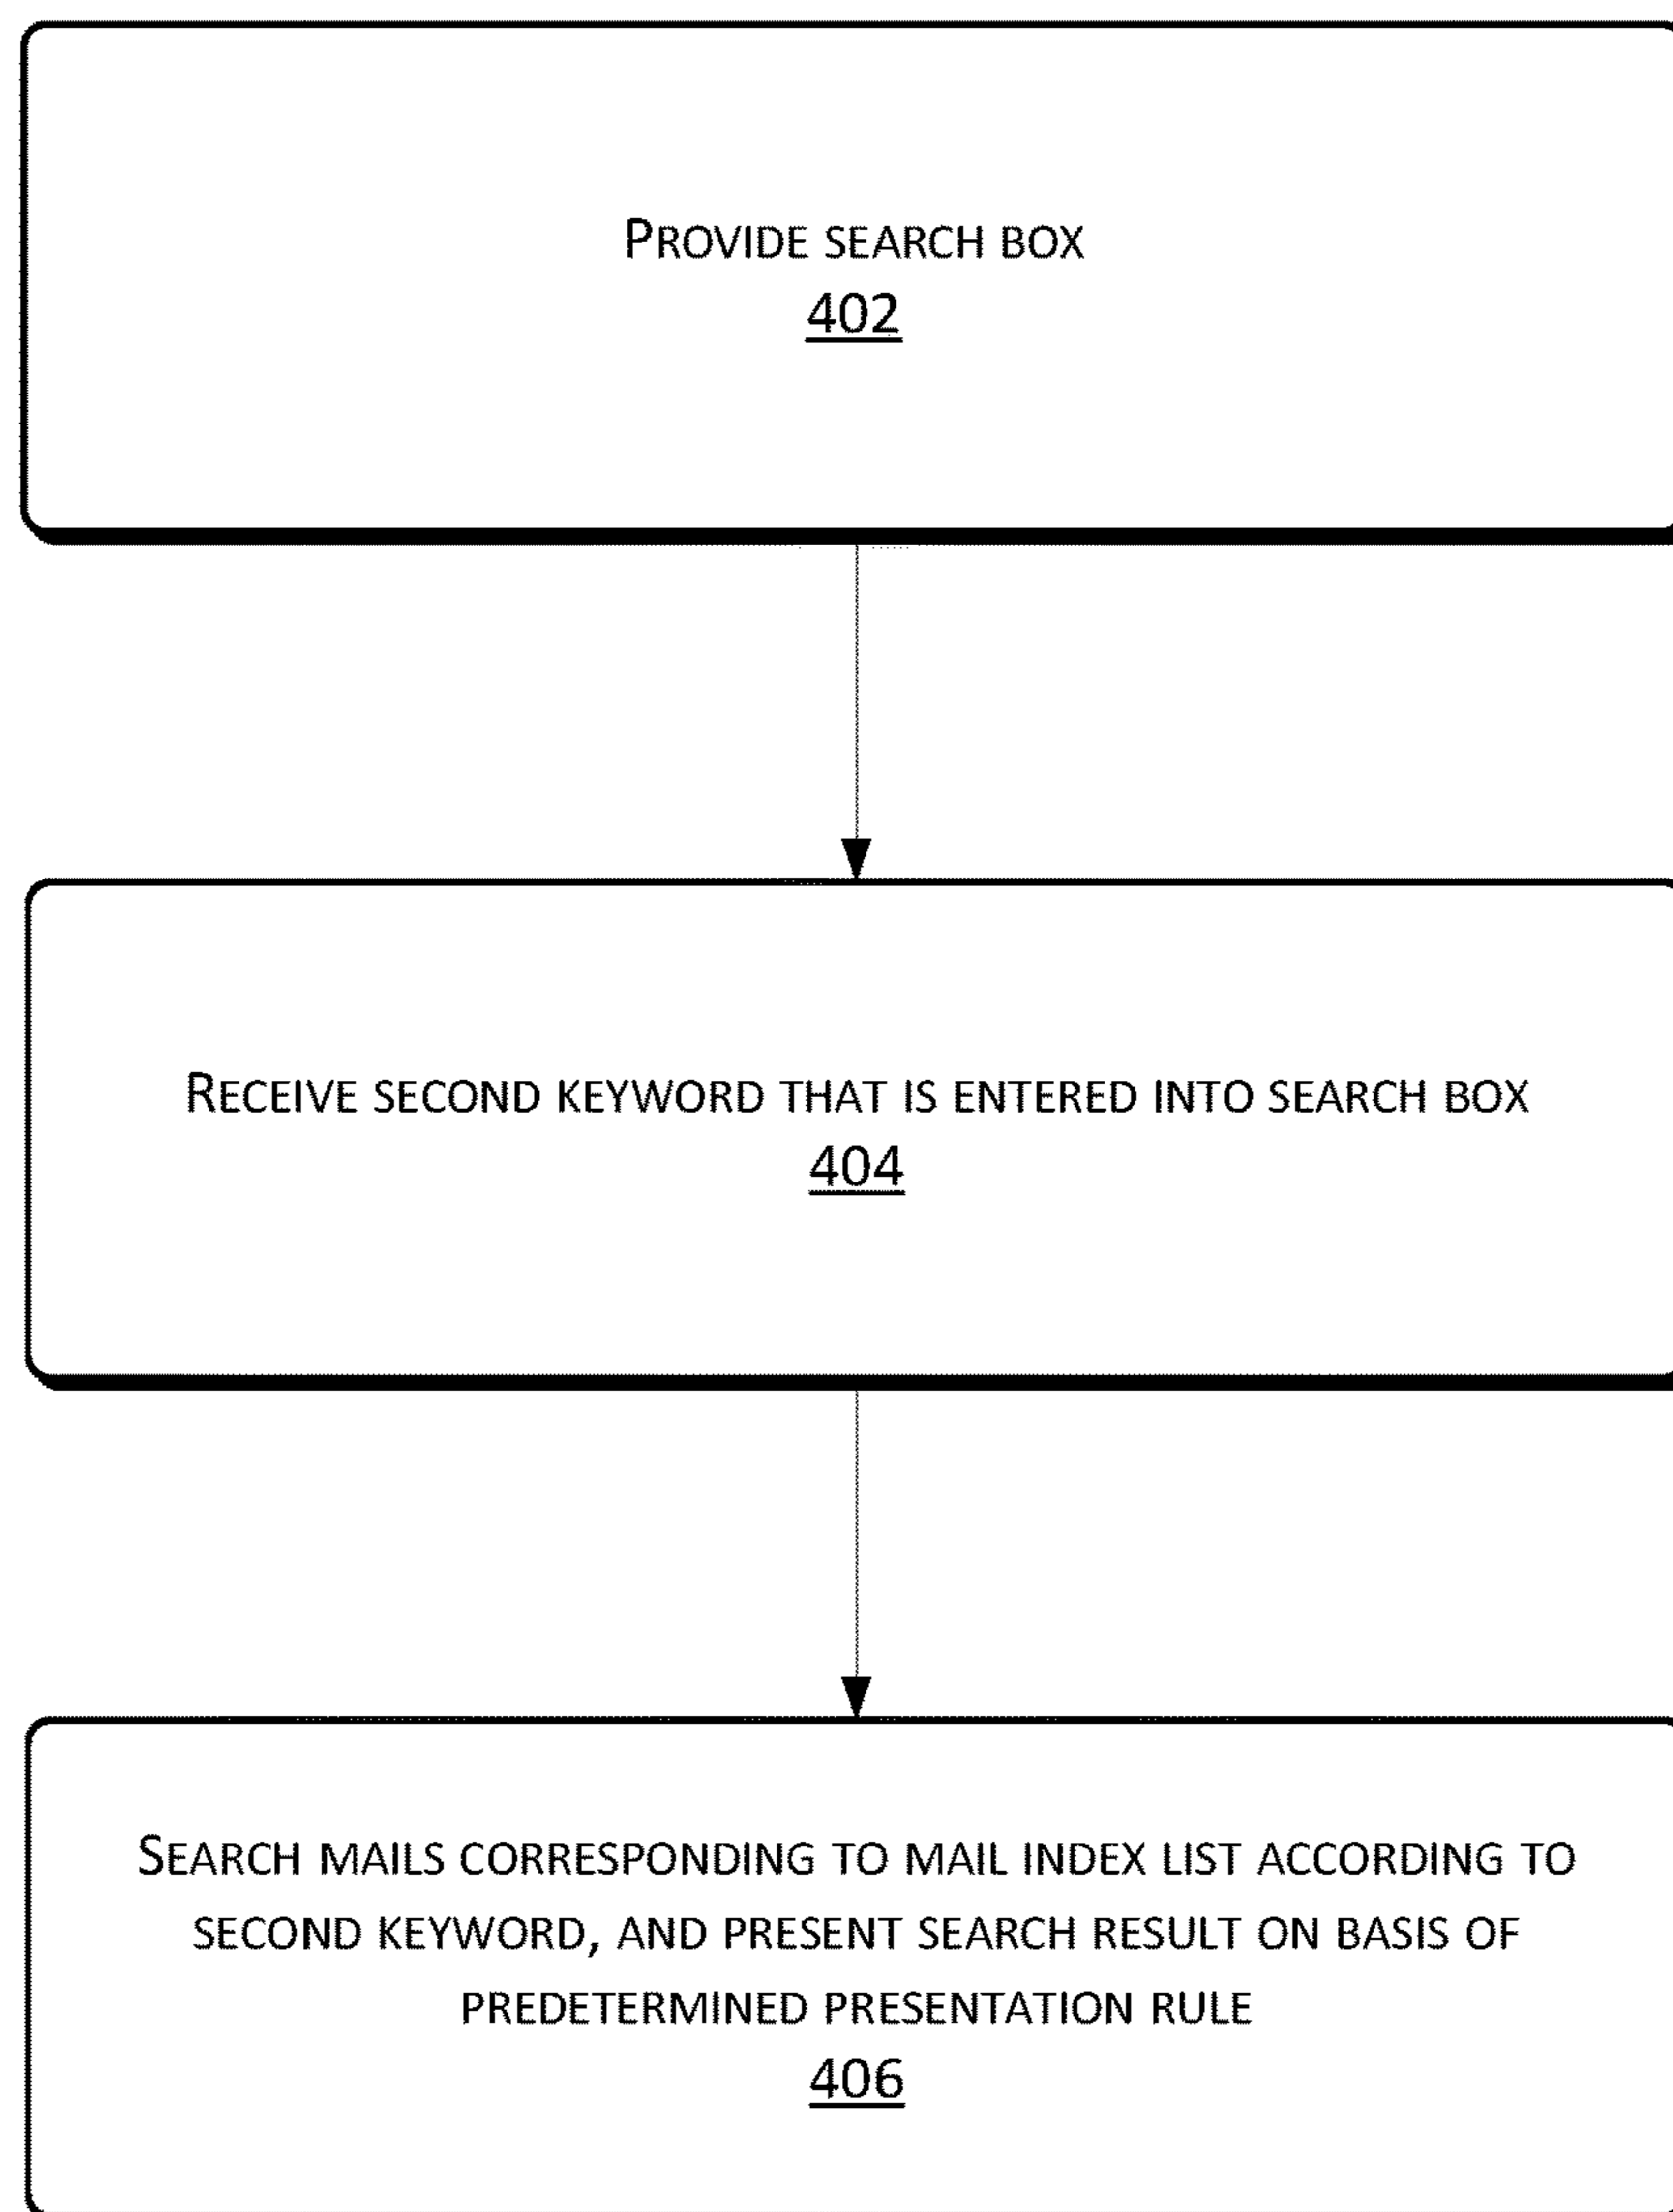 PROVIDE SEARCH BOX
402
RECEIVE SECOND KEYWORD THAT IS ENTERED INTO SEARCH BOX
404
SEARCH MAILS CORRESPONDING TO MAIL INDEX LIST ACCORDING TO
SECOND KEYWORD, AND PRESENT SEARCH RESULT ON BASIS OF
PREDETERMINED PRESENTATION RULE
406